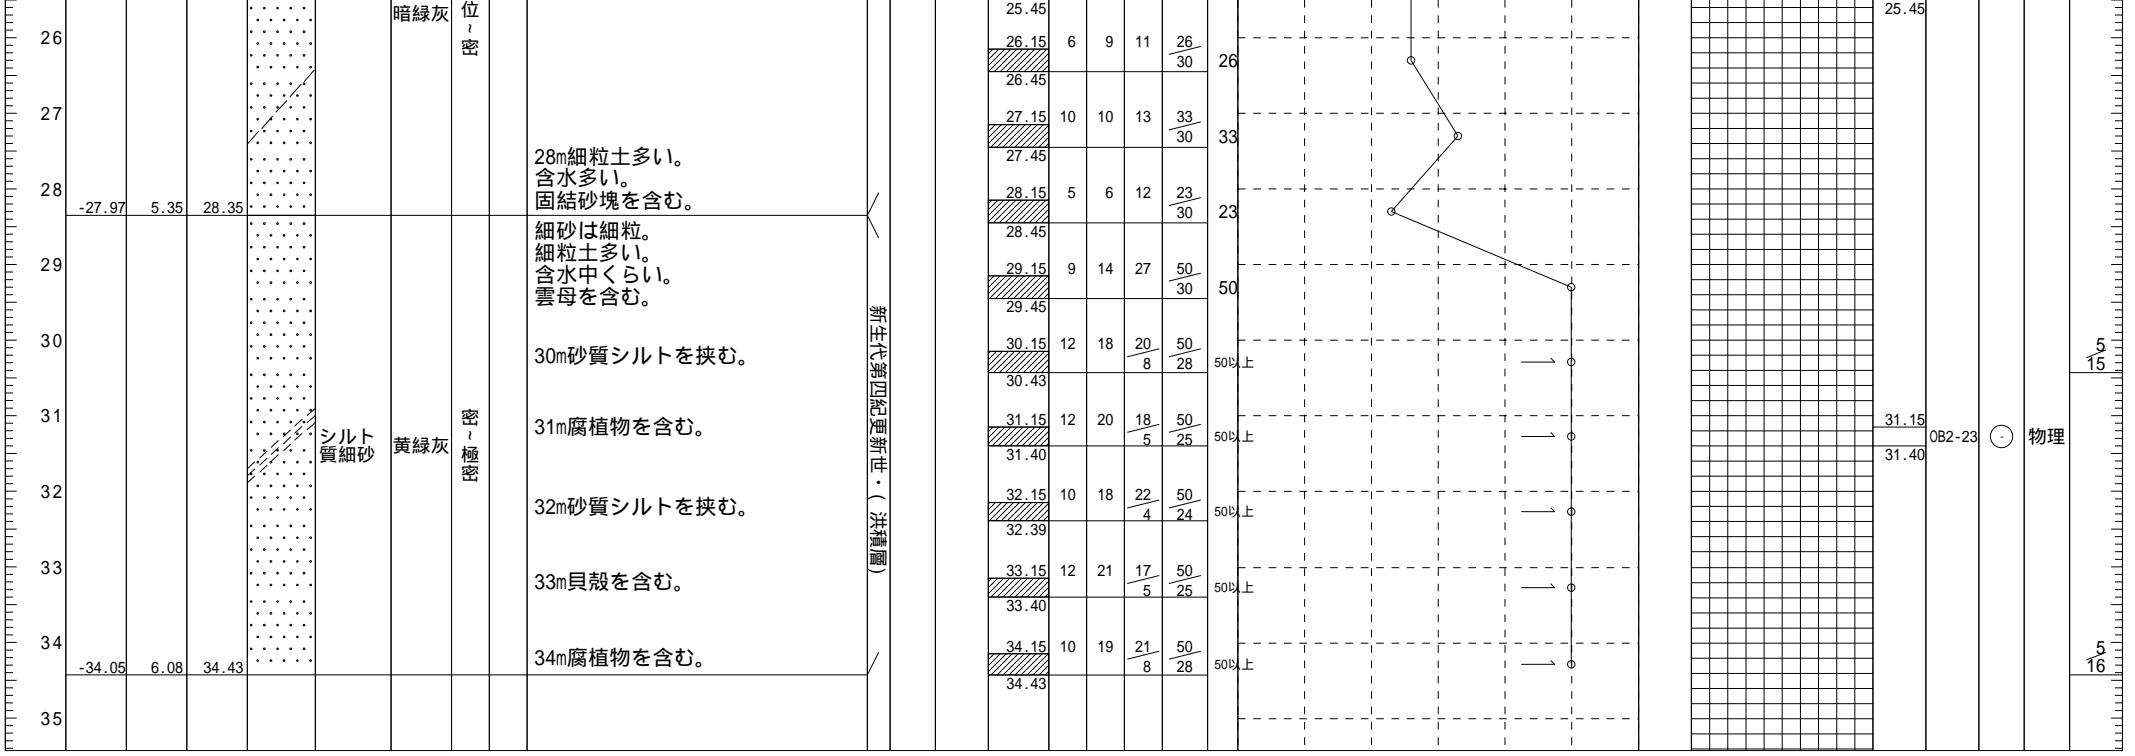 25.45
25.45
暗緑灰
位~密
26
26.15 6 9 11 26/30
26
26.45
27
27.15 10 10 13 33/30
33
28m細粒土多い。
27.45
含水多い。
28
固結砂塊を含む。
28.15 5 6 12 23/30
23
-27.97 5.35 28.35
細砂は細粒。
28.45
細粒土多い。
29
29.15 9 14 27 50/30
含水中くらい。
50
雲母を含む。
29.45
新生代第四紀更新世・(洪積層)
30
30m砂質シルトを挟む。
30.15 12 18 20/8 50/28
50以上
5/15
30.43
31
31m腐植物を含む。
31.15 12 20 18/5 50/25
50以上
31.15
シルト
質細砂
黄緑灰
密~極密
0B2-23
物理
31.40
31.40
32
32m砂質シルトを挟む。
32.15 10 18 22/4 50/24
50以上
32.39
33
33m貝殻を含む。
33.15 12 21 17/5 50/25
50以上
33.40
34
34m腐植物を含む。
34.15 10 19 21/8 50/28
50以上
5/16
-34.05 6.08 34.43
34.43
35